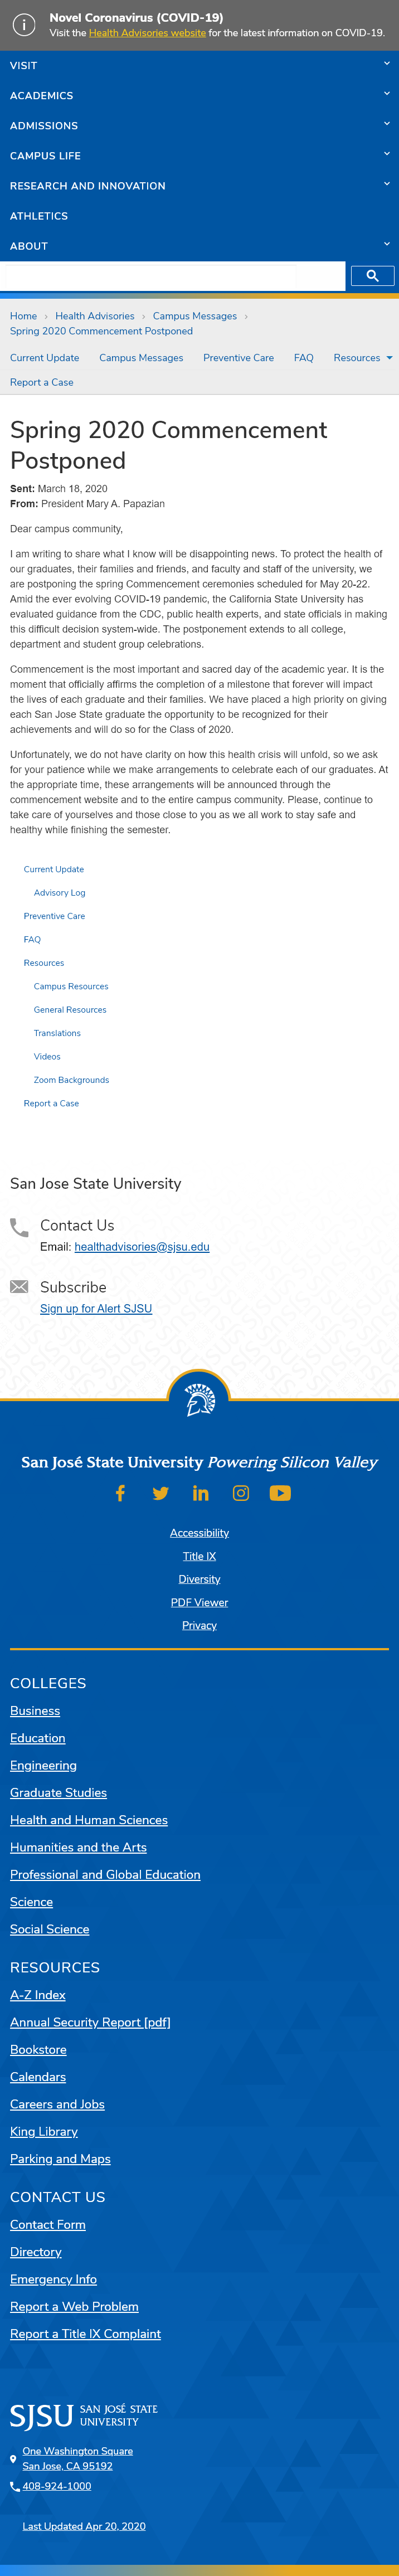 Novel Coronavirus (COVID-19)
Visit the Health Advisories website for the latest information on COVID-19.
VISIT
ACADEMICS
ADMISSIONS
CAMPUS LIFE
RESEARCH AND INNOVATION
ATHLETICS
ABOUT
Home › Health Advisories › Campus Messages ›
Spring 2020 Commencement Postponed
Current Update Campus Messages Preventive Care FAQ Resources
Report a Case
Spring 2020 Commencement
Postponed
Sent: March 18, 2020
From: President Mary A. Papazian
Dear campus community,
I am writing to share what I know will be disappointing news. To protect the health of
our graduates, their families and friends, and faculty and staff of the university, we
are postponing the spring Commencement ceremonies scheduled for May 20-22.
Amid the ever evolving COVID-19 pandemic, the California State University has
evaluated guidance from the CDC, public health experts, and state officials in making
this difficult decision system-wide. The postponement extends to all college,
department and student group celebrations.
Commencement is the most important and sacred day of the academic year. It is the
moment that officially affirms the completion of a milestone that forever will impact
the lives of each graduate and their families. We have placed a high priority on giving
each San Jose State graduate the opportunity to be recognized for their
achievements and will do so for the Class of 2020.
Unfortunately, we do not have clarity on how this health crisis will unfold, so we ask
for your patience while we make arrangements to celebrate each of our graduates. At
the appropriate time, these arrangements will be announced through the
commencement website and to the entire campus community. Please, continue to
take care of yourselves and those close to you as we all work to stay safe and
healthy while finishing the semester.
Current Update
Advisory Log
Preventive Care
FAQ
Resources
Campus Resources
General Resources
Translations
Videos
Zoom Backgrounds
Report a Case
San Jose State University
Contact Us
Email: healthadvisories@sjsu.edu
Subscribe
Sign up for Alert SJSU
San José State University Powering Silicon Valley
Accessibility
Title IX
Diversity
PDF Viewer
Privacy
COLLEGES
Business
Education
Engineering
Graduate Studies
Health and Human Sciences
Humanities and the Arts
Professional and Global Education
Science
Social Science
RESOURCES
A-Z Index
Annual Security Report [pdf]
Bookstore
Calendars
Careers and Jobs
King Library
Parking and Maps
CONTACT US
Contact Form
Directory
Emergency Info
Report a Web Problem
Report a Title IX Complaint
SJSU SAN JOSÉ STATE
UNIVERSITY
One Washington Square
San Jose, CA 95192
408-924-1000
Last Updated Apr 20, 2020